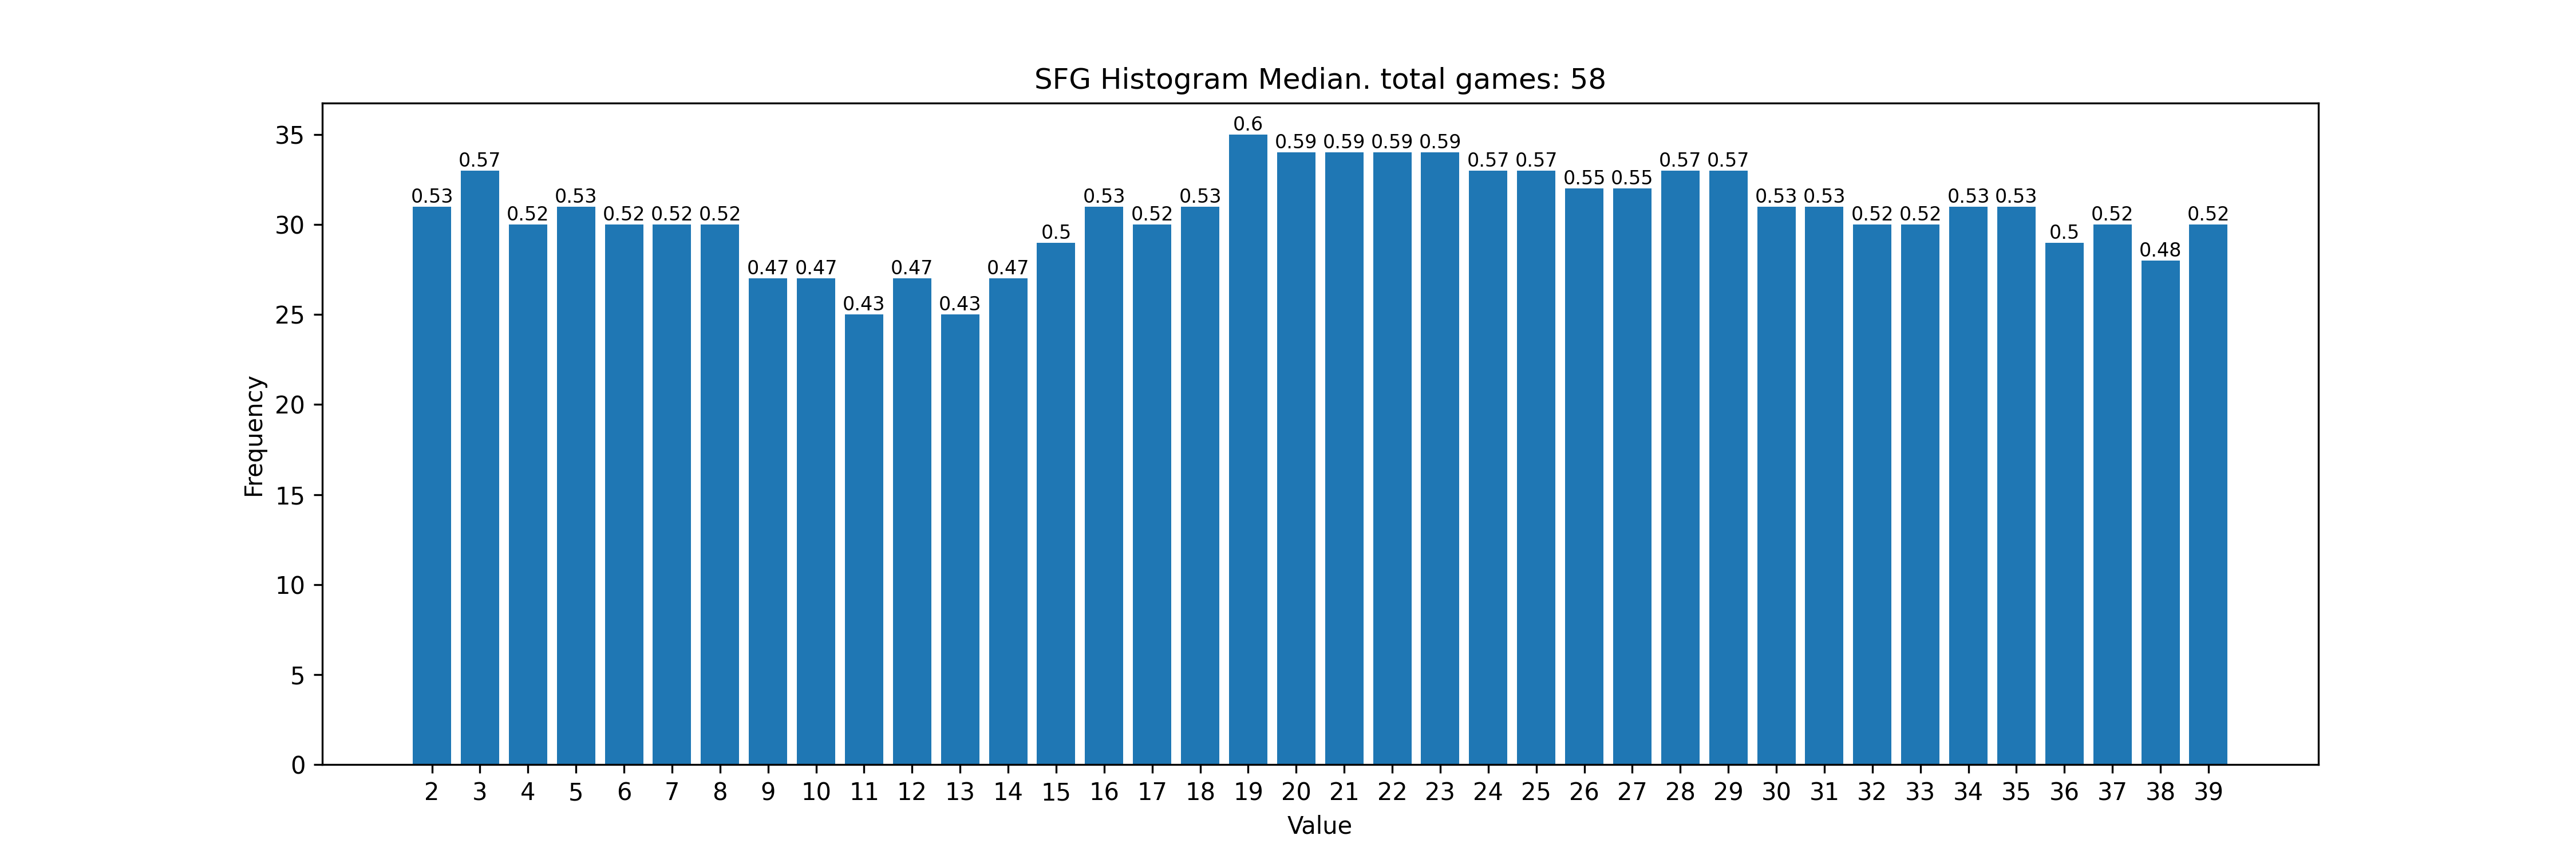 SFG Histogram Median. total games: 58
0.53 0.57 0.52 0.53 0.52 0.52 0.52 0.47 0.47 0.43 0.47 0.43 0.47 0.5 0.53 0.52 0.53 0.6 0.59 0.59 0.59 0.59 0.57 0.57 0.55 0.55 0.57 0.57 0.53 0.53 0.52 0.52 0.53 0.53 0.5 0.52 0.48 0.52
35
30
25
20
15
10
5
0
Frequency
2 3 4 5 6 7 8 9 10 11 12 13 14 15 16 17 18 19 20 21 22 23 24 25 26 27 28 29 30 31 32 33 34 35 36 37 38 39
Value